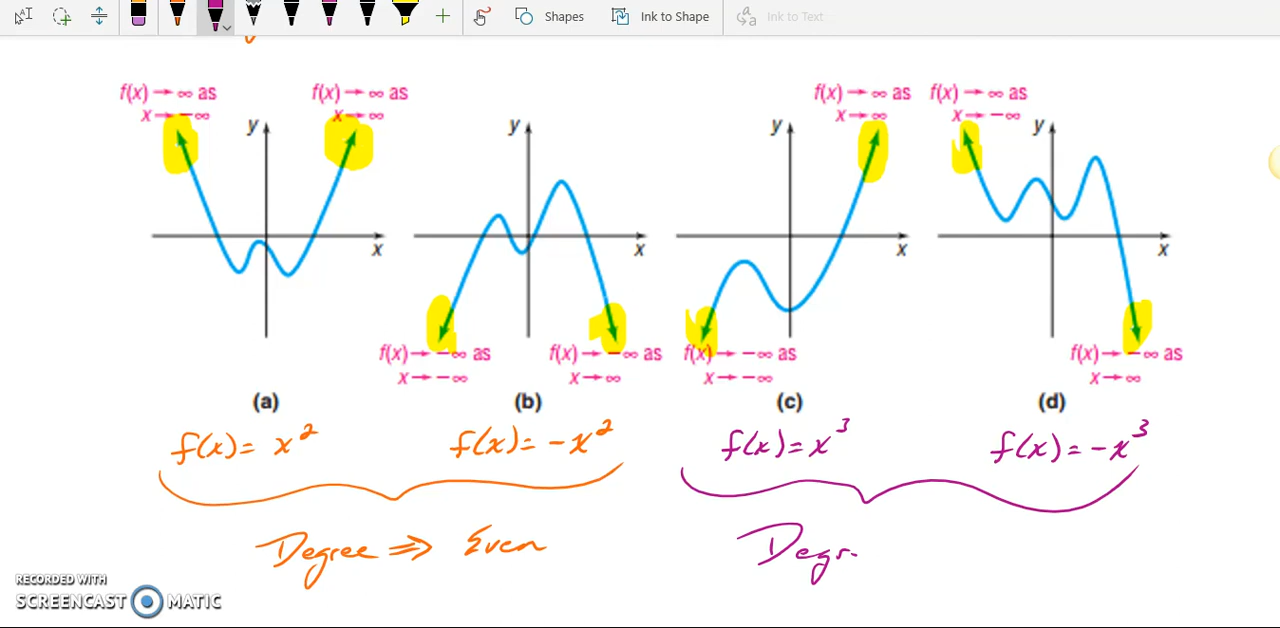 Shapes Ink to Shape Ink to Text
f(x) → ∞ as f(x) → ∞ as f(x) → ∞ as f(x) → ∞ as
x → −∞ x → ∞ x → ∞ x → −∞
y y y y
x x x x
f(x) → −∞ as f(x) → −∞ as f(x) → −∞ as f(x) → −∞ as
x → −∞ x → ∞ x → −∞ x → ∞
(a) (b) (c) (d)
f(x) = x² f(x) = -x² f(x) = x³ f(x) = -x³
Degree ⇒ Even Degr
RECORDED WITH
SCREENCAST MATIC